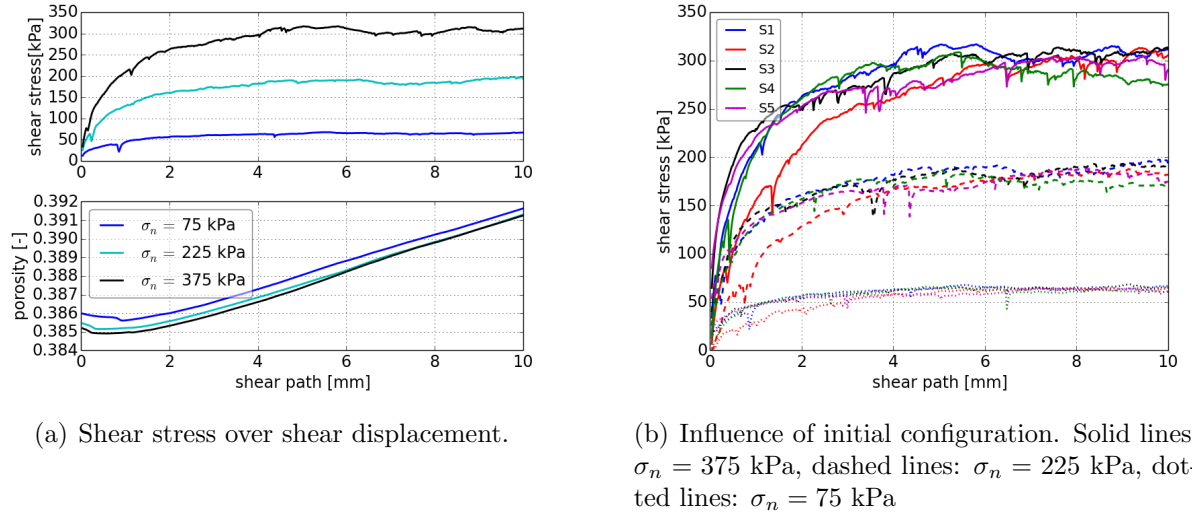 350
300
250
200
150
100
50
0
shear stress[kPa]
0 2 4 6 8 10
0.392
0.391
0.390
0.389
0.388
0.387
0.386
0.385
0.384
porosity [-]
σn = 75 kPa
σn = 225 kPa
σn = 375 kPa
0 2 4 6 8 10
shear path [mm]
(a) Shear stress over shear displacement.
350
300
250
200
150
100
50
0
shear stress [kPa]
S1
S2
S3
S4
S5
0 2 4 6 8 10
shear path [mm]
(b) Influence of initial configuration. Solid lines
σn = 375 kPa, dashed lines: σn = 225 kPa, dot-
ted lines: σn = 75 kPa